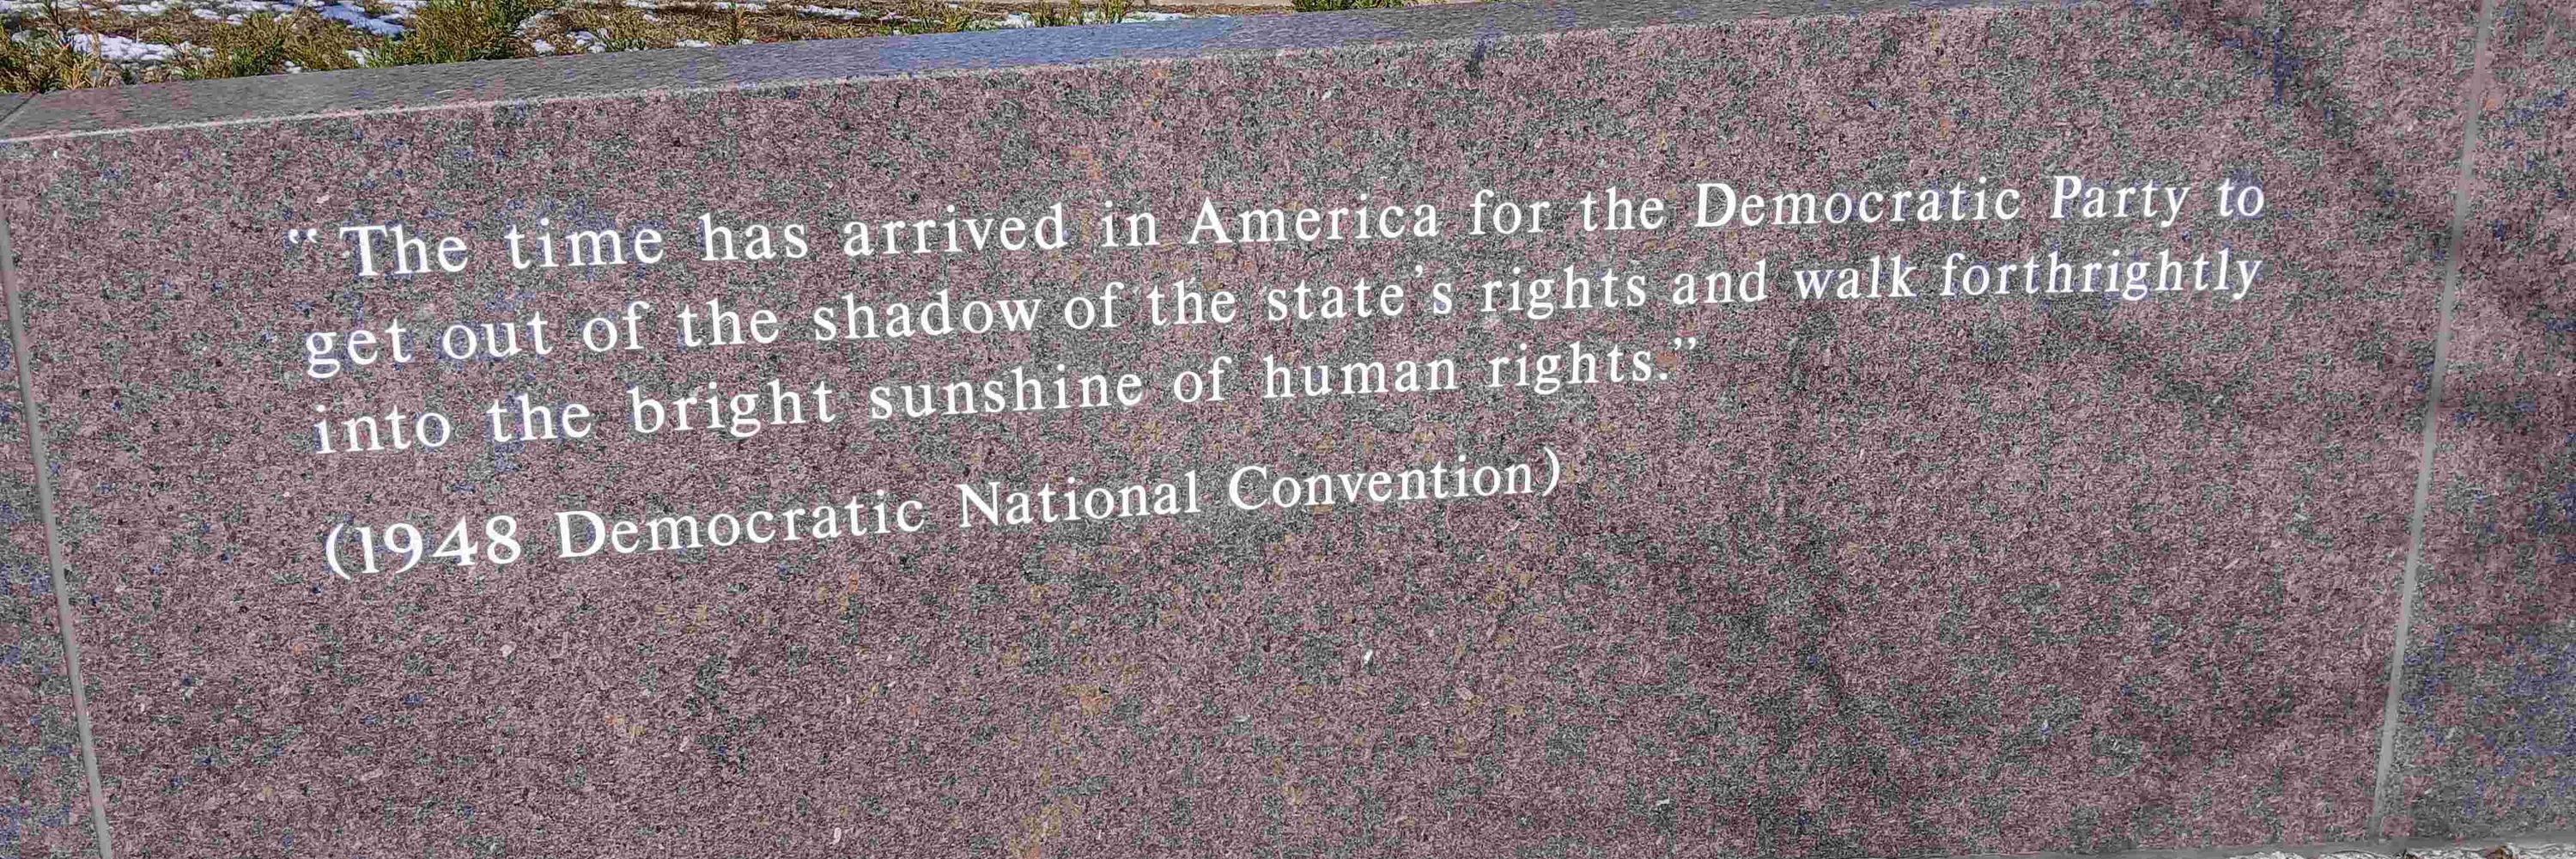 “The time has arrived in America for the Democratic Party to
get out of the shadow of the state's rights and walk forthrightly
into the bright sunshine of human rights.”
(1948 Democratic National Convention)